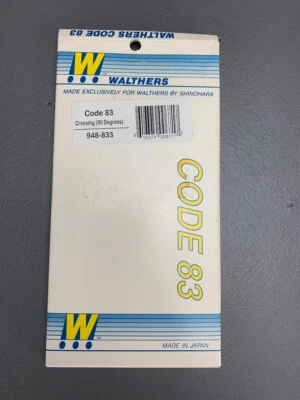 WALTHERS CODE 83
W
WALTHERS
MADE EXCLUSIVELY FOR WALTHERS BY SHINOHARA
Code 83
Crossing (90 Degrees)
948-833
CODE 83
W
MADE IN JAPAN